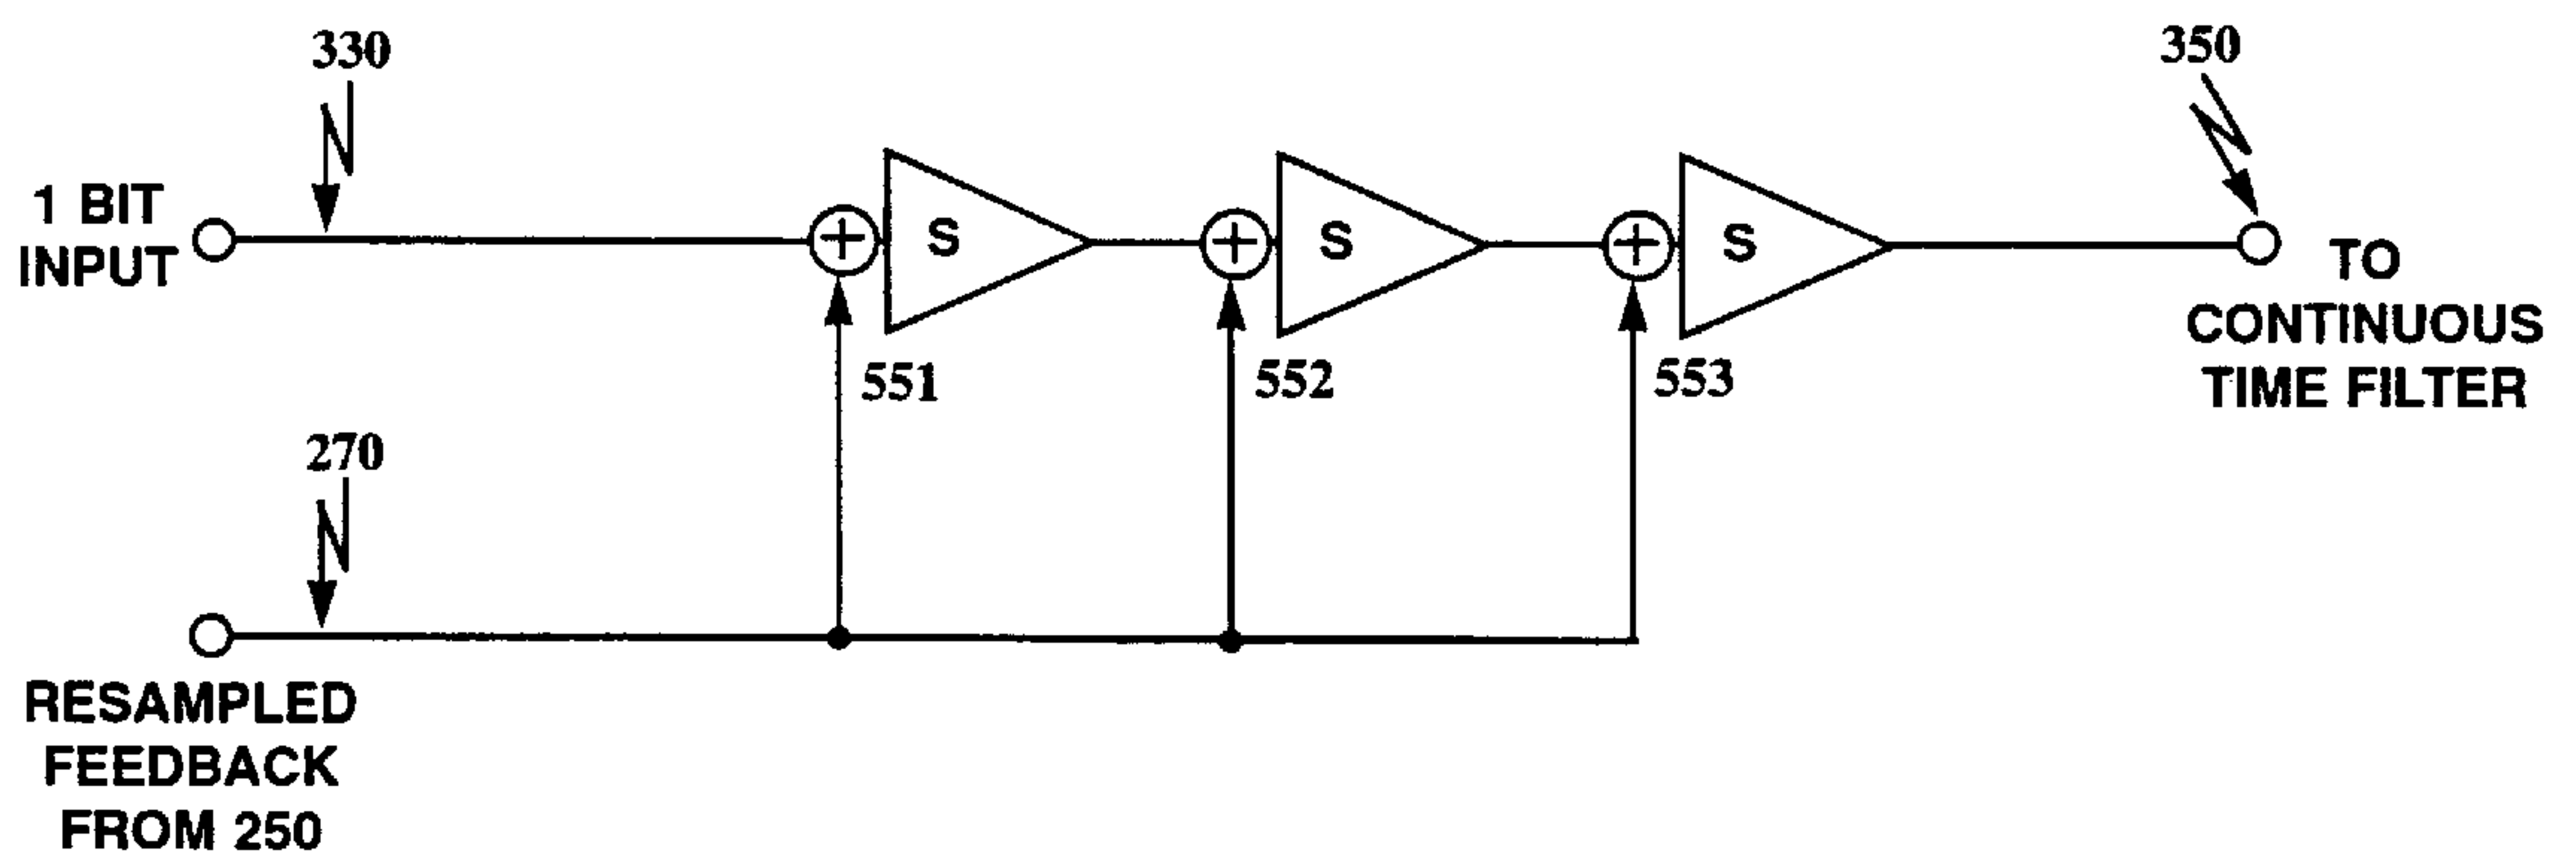 330
350
1 BIT
INPUT
S
S
S
TO
CONTINUOUS
TIME FILTER
551
552
553
270
RESAMPLED
FEEDBACK
FROM 250